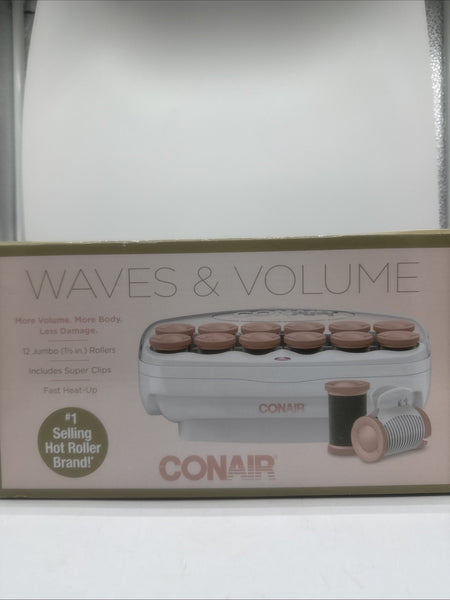 WAVES & VOLUME
More Volume. More Body.
Less Damage.
12 Jumbo (1½ in.) Rollers
Includes Super Clips
Fast Heat-Up
#1
Selling
Hot Roller
Brand!*
CONAIR
CONAIR®